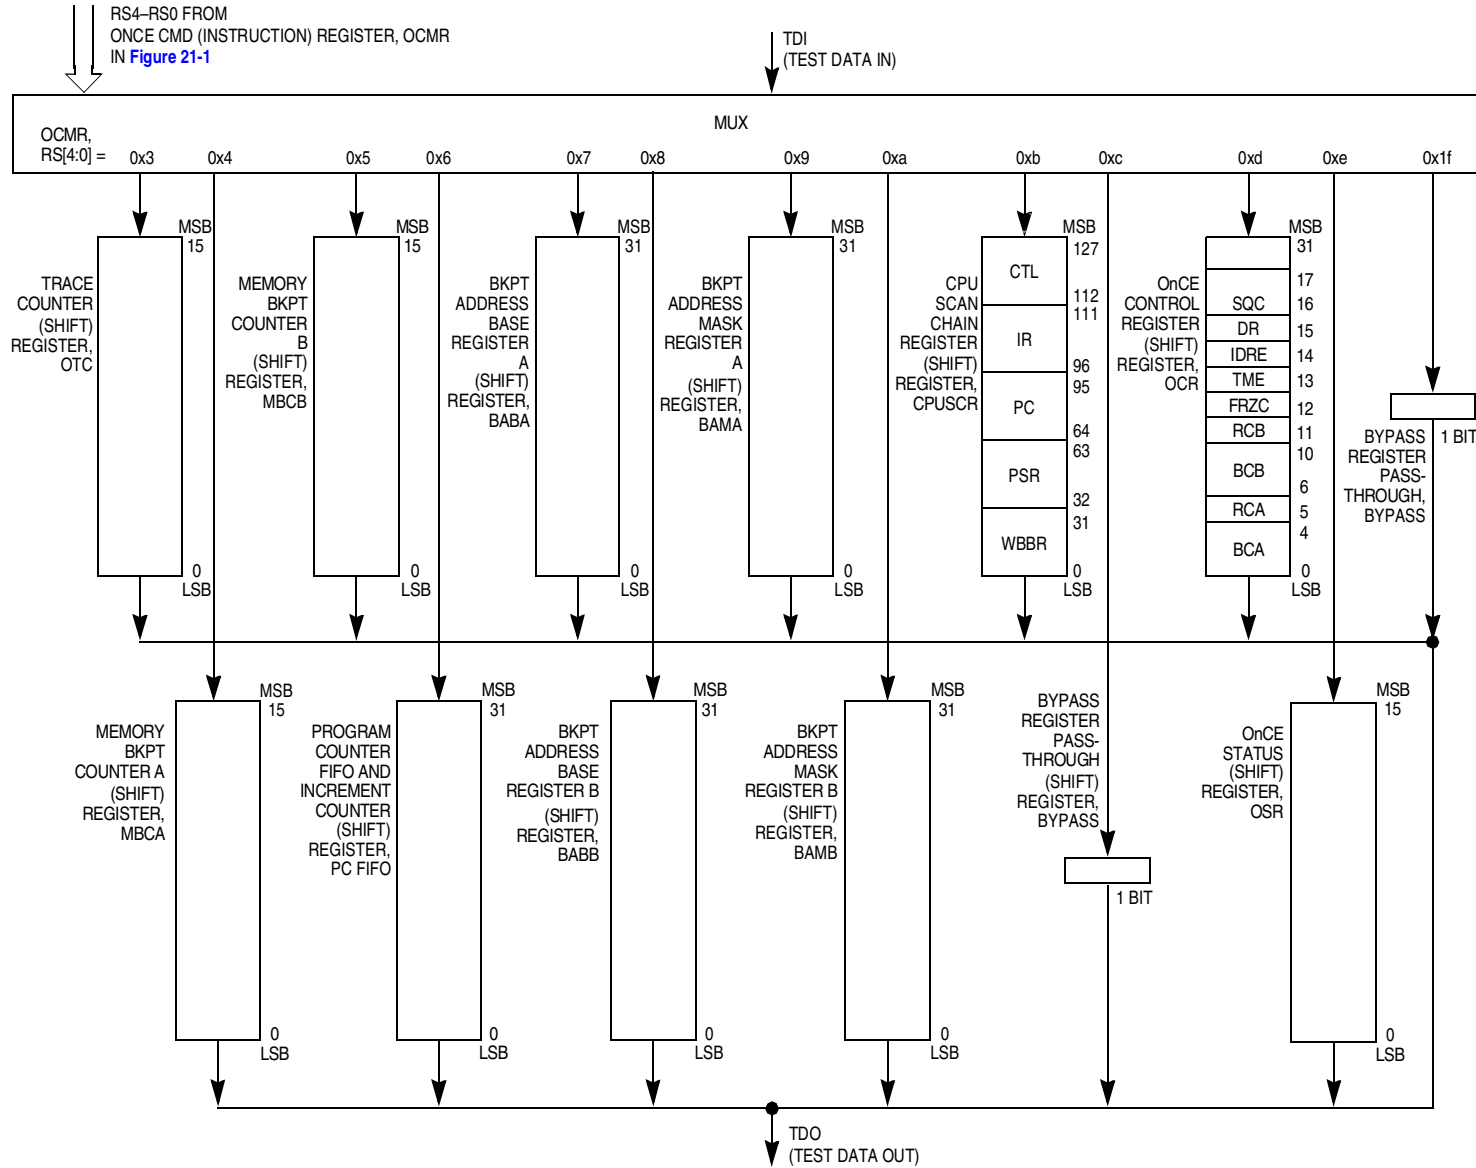 RS4–RS0 FROM
ONCE CMD (INSTRUCTION) REGISTER, OCMR
IN Figure 21-1
TDI
(TEST DATA IN)
MUX
OCMR,
RS[4:0] =
0x3
0x4
0x5
0x6
0x7
0x8
0x9
0xa
0xb
0xc
0xd
0xe
0x1f
TRACE
COUNTER
(SHIFT)
REGISTER,
OTC
MSB
15
0
LSB
MEMORY
BKPT
COUNTER
B
(SHIFT)
REGISTER,
MBCB
MSB
15
0
LSB
BKPT
ADDRESS
BASE
REGISTER
A
(SHIFT)
REGISTER,
BABA
MSB
31
0
LSB
BKPT
ADDRESS
MASK
REGISTER
A
(SHIFT)
REGISTER,
BAMA
MSB
31
0
LSB
CPU
SCAN
CHAIN
REGISTER
(SHIFT)
REGISTER,
CPUSCR
MSB
127
CTL
112
111
IR
96
95
PC
64
63
PSR
32
31
WBBR
0
LSB
OnCE
CONTROL
REGISTER
(SHIFT)
REGISTER,
OCR
MSB
31
17
SQC
16
DR
15
IDRE
14
TME
13
FRZC
12
RCB
11
10
BCB
6
RCA
5
4
BCA
0
LSB
BYPASS
REGISTER
PASS-
THROUGH,
BYPASS
1 BIT
MEMORY
BKPT
COUNTER A
(SHIFT)
REGISTER,
MBCA
MSB
15
0
LSB
PROGRAM
COUNTER
FIFO AND
INCREMENT
COUNTER
(SHIFT)
REGISTER,
PC FIFO
MSB
31
0
LSB
BKPT
ADDRESS
BASE
REGISTER B
(SHIFT)
REGISTER,
BABB
MSB
31
0
LSB
BKPT
ADDRESS
MASK
REGISTER B
(SHIFT)
REGISTER,
BAMB
MSB
31
0
LSB
BYPASS
REGISTER
PASS-
THROUGH
(SHIFT)
REGISTER,
BYPASS
1 BIT
OnCE
STATUS
(SHIFT)
REGISTER,
OSR
MSB
15
0
LSB
TDO
(TEST DATA OUT)